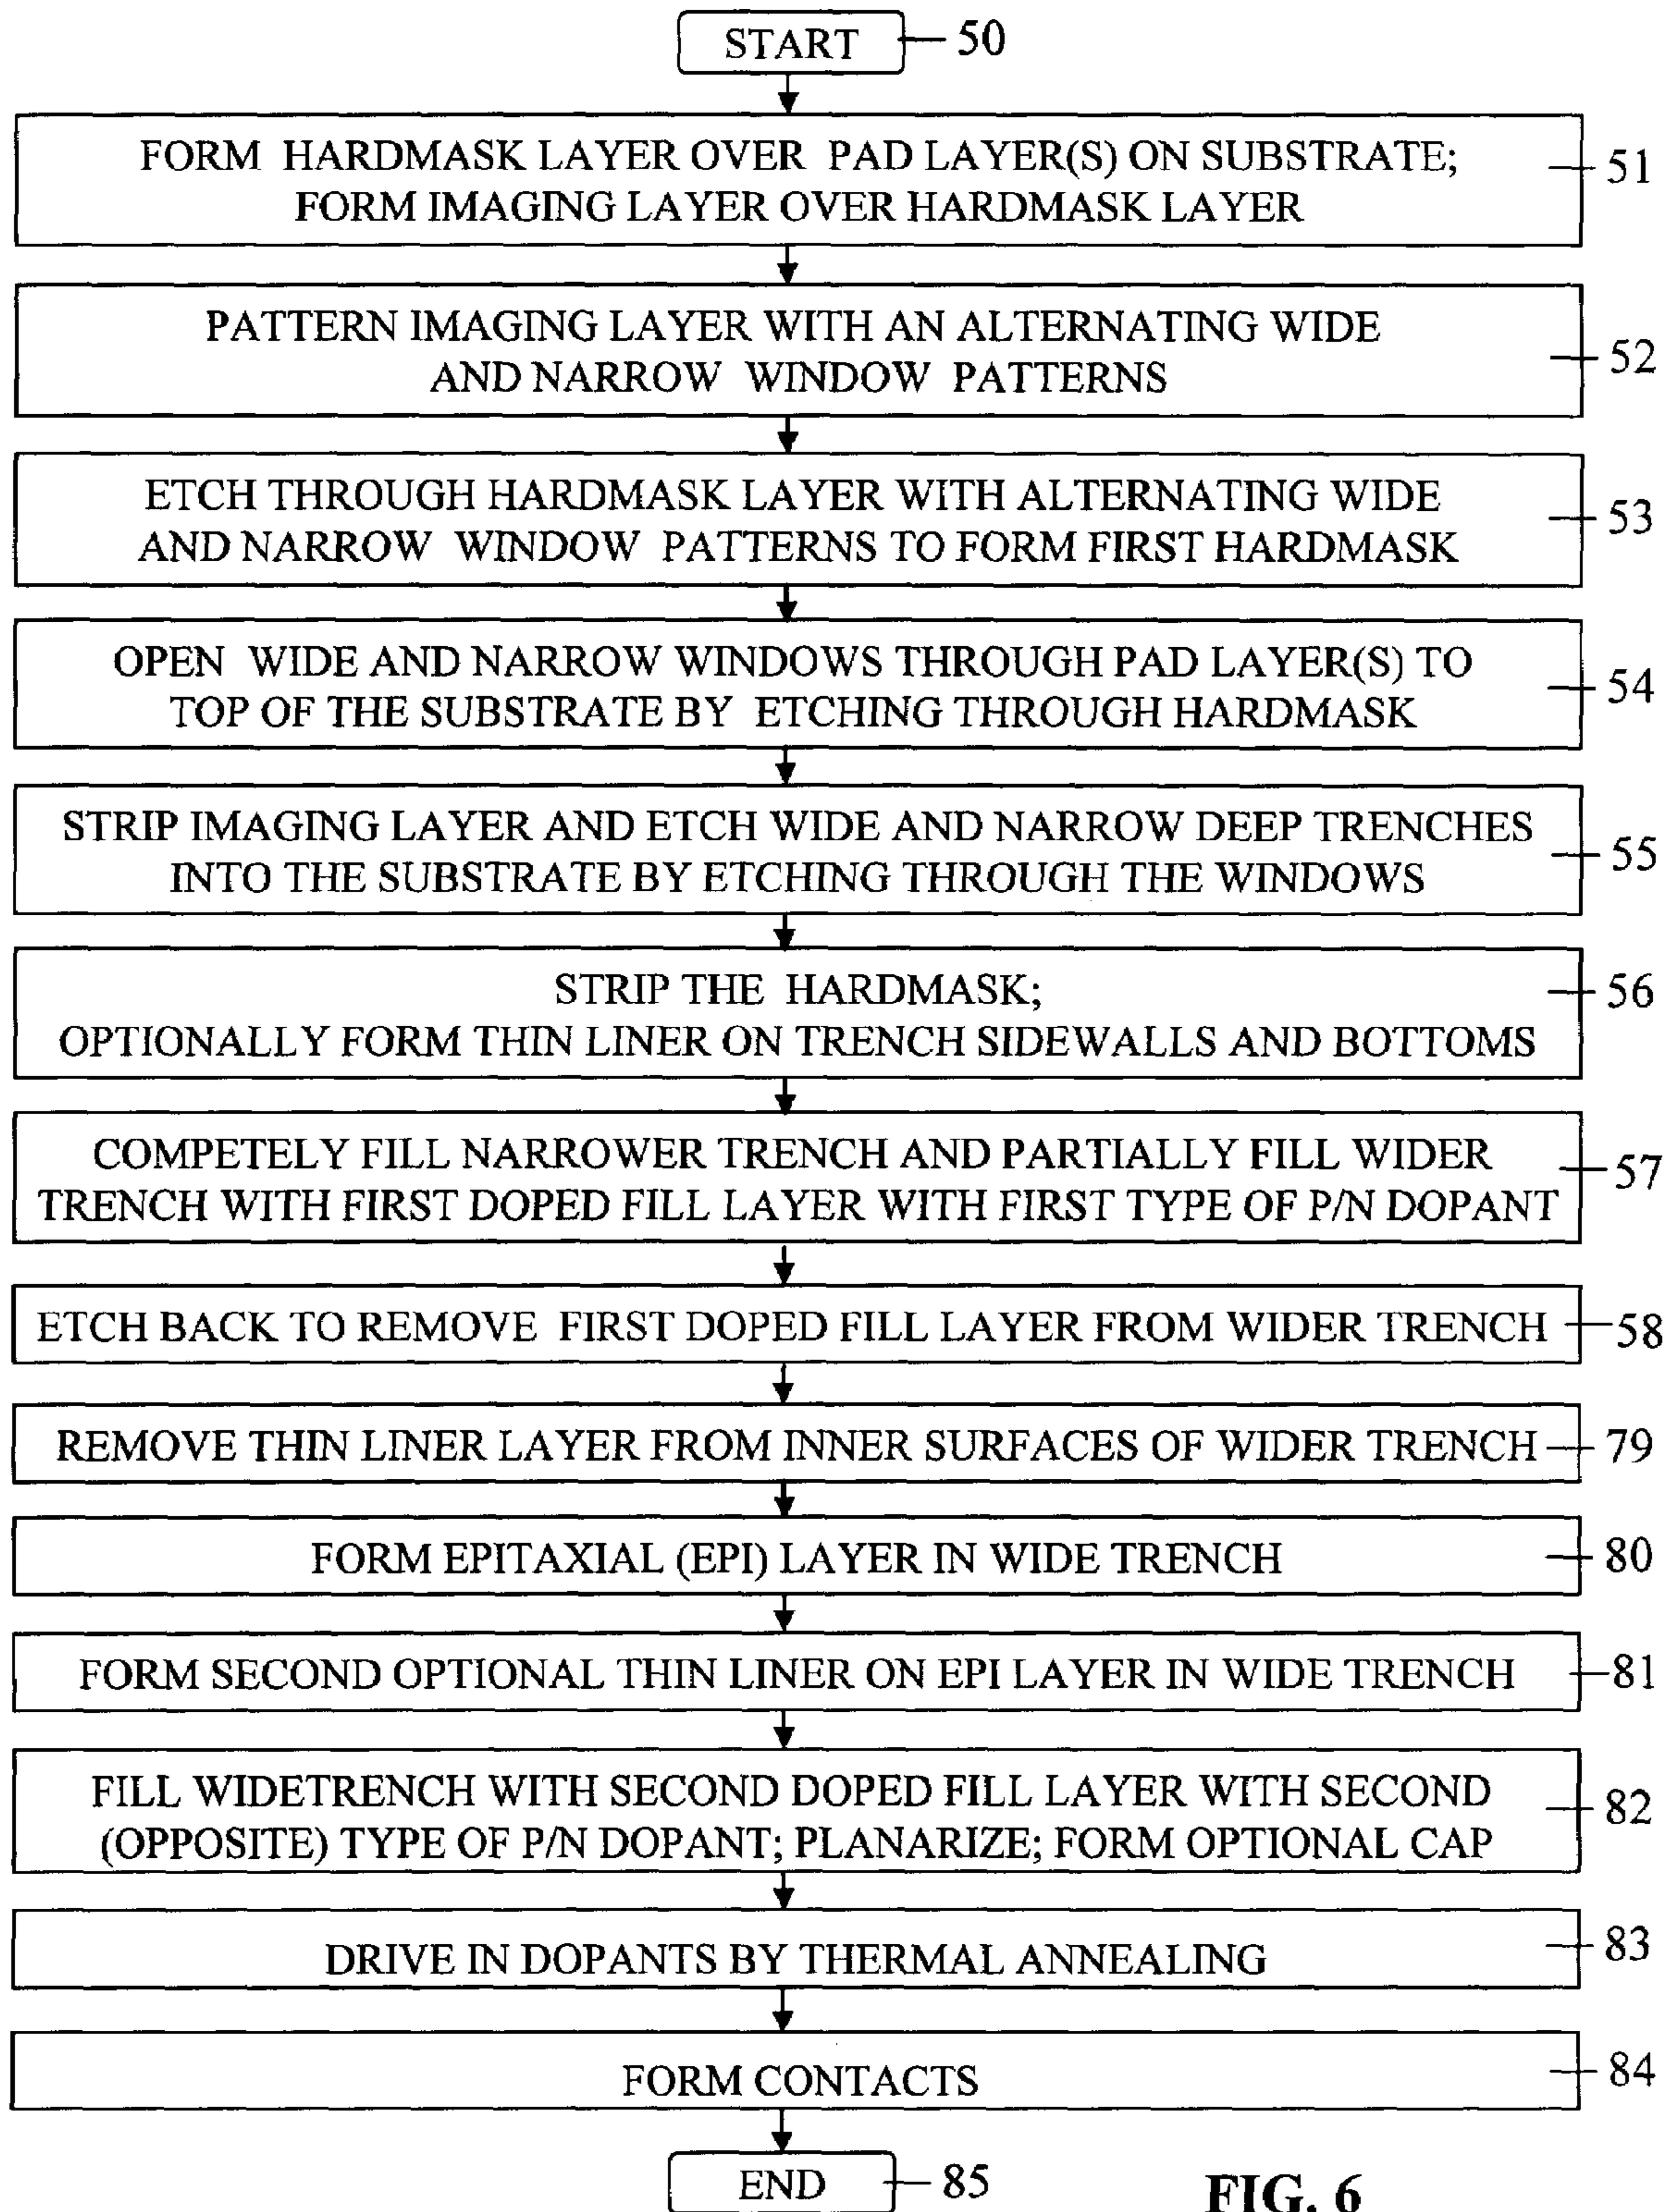 START 50
FORM HARDMASK LAYER OVER PAD LAYER(S) ON SUBSTRATE;
FORM IMAGING LAYER OVER HARDMASK LAYER
51
PATTERN IMAGING LAYER WITH AN ALTERNATING WIDE
AND NARROW WINDOW PATTERNS
52
ETCH THROUGH HARDMASK LAYER WITH ALTERNATING WIDE
AND NARROW WINDOW PATTERNS TO FORM FIRST HARDMASK
53
OPEN WIDE AND NARROW WINDOWS THROUGH PAD LAYER(S) TO
TOP OF THE SUBSTRATE BY ETCHING THROUGH HARDMASK
54
STRIP IMAGING LAYER AND ETCH WIDE AND NARROW DEEP TRENCHES
INTO THE SUBSTRATE BY ETCHING THROUGH THE WINDOWS
55
STRIP THE HARDMASK;
OPTIONALLY FORM THIN LINER ON TRENCH SIDEWALLS AND BOTTOMS
56
COMPETELY FILL NARROWER TRENCH AND PARTIALLY FILL WIDER
TRENCH WITH FIRST DOPED FILL LAYER WITH FIRST TYPE OF P/N DOPANT
57
ETCH BACK TO REMOVE FIRST DOPED FILL LAYER FROM WIDER TRENCH 58
REMOVE THIN LINER LAYER FROM INNER SURFACES OF WIDER TRENCH 79
FORM EPITAXIAL (EPI) LAYER IN WIDE TRENCH 80
FORM SECOND OPTIONAL THIN LINER ON EPI LAYER IN WIDE TRENCH 81
FILL WIDETRENCH WITH SECOND DOPED FILL LAYER WITH SECOND
(OPPOSITE) TYPE OF P/N DOPANT; PLANARIZE; FORM OPTIONAL CAP
82
DRIVE IN DOPANTS BY THERMAL ANNEALING 83
FORM CONTACTS 84
END 85
FIG. 6